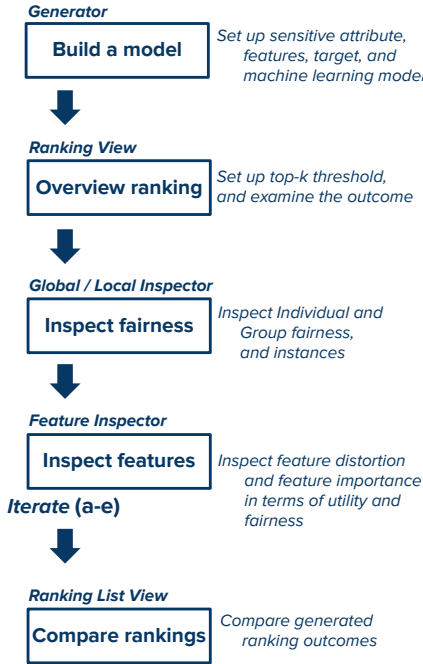 Generator
Build a model
Set up sensitive attribute,
features, target, and
machine learning model
Ranking View
Overview ranking
Set up top-k threshold,
and examine the outcome
Global / Local Inspector
Inspect fairness
Inspect Individual and
Group fairness,
and instances
Feature Inspector
Inspect features
Inspect feature distortion
and feature importance
in terms of utility and
fairness
Iterate (a-e)
Ranking List View
Compare rankings
Compare generated
ranking outcomes